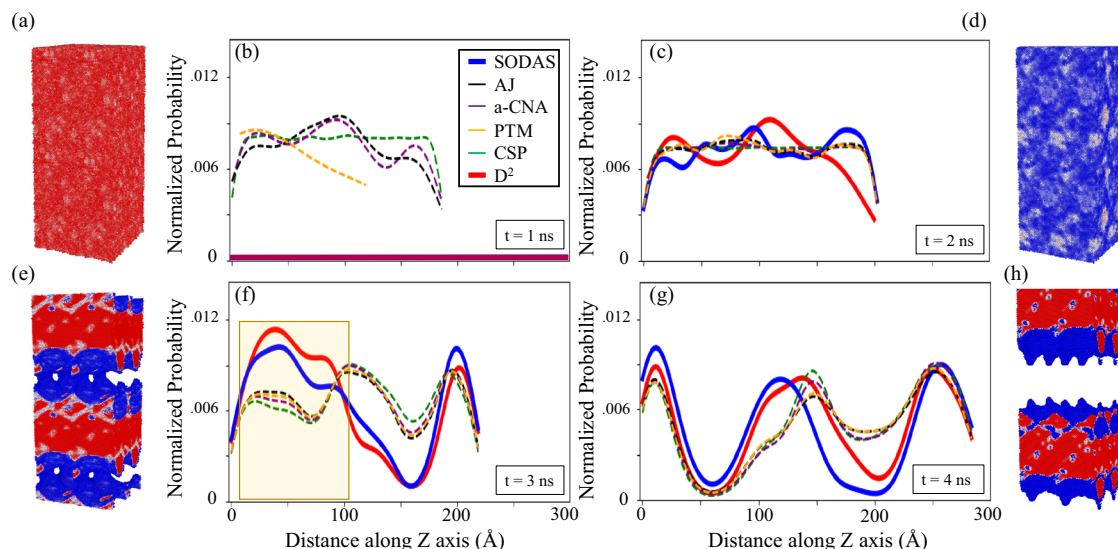 (a)
(b)
(c)
(d)
Normalized Probability
.012
.006
0
SODAS
AJ
a-CNA
PTM
CSP
D²
t = 1 ns
Normalized Probability
.012
.006
0
t = 2 ns
(e)
(f)
(g)
(h)
Normalized Probability
.012
.006
0
t = 3 ns
0 100 200 300
Distance along Z axis (Å)
Normalized Probability
.012
.006
0
t = 4 ns
0 100 200 300
Distance along Z axis (Å)